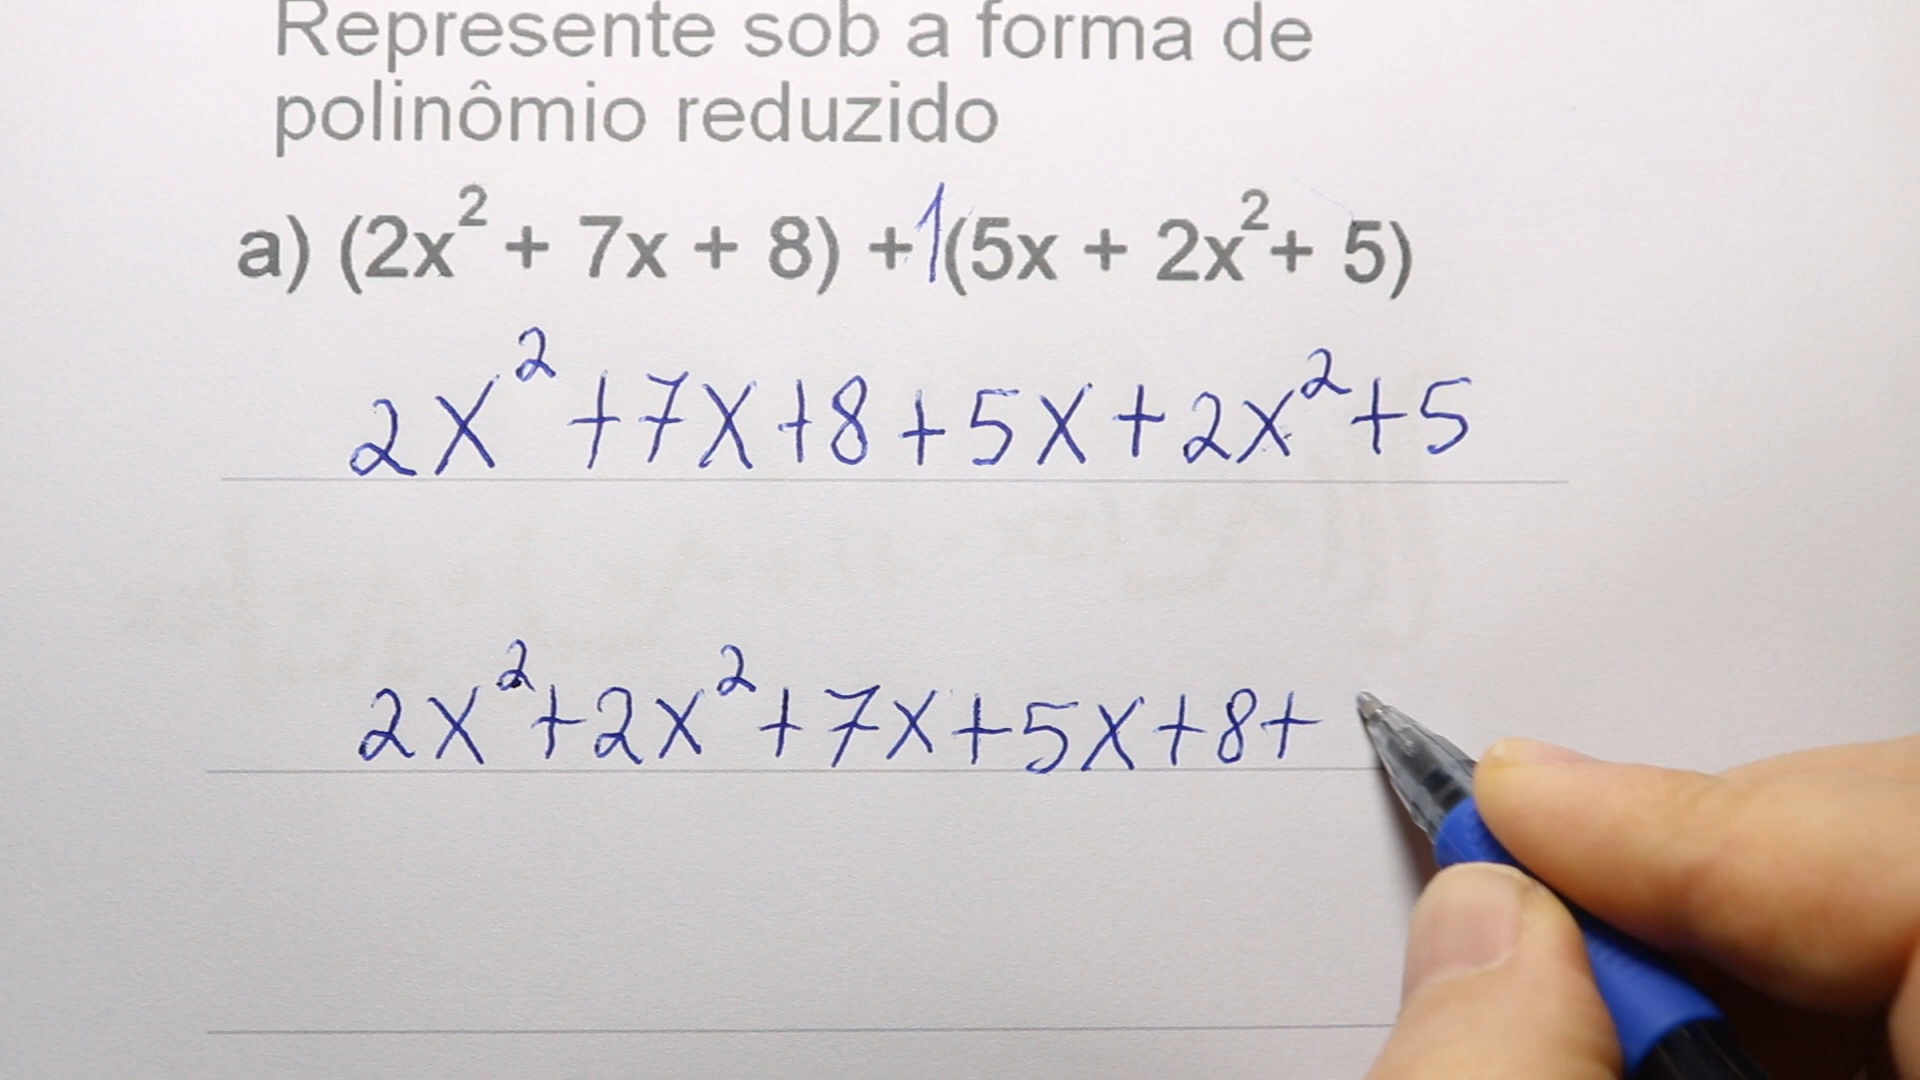 Represente sob a forma de
polinômio reduzido
a) (2x² + 7x + 8) +1(5x + 2x²+ 5)
2x²+7x+8+5x+2x²+5
2x²+2x²+7x+5x+8+